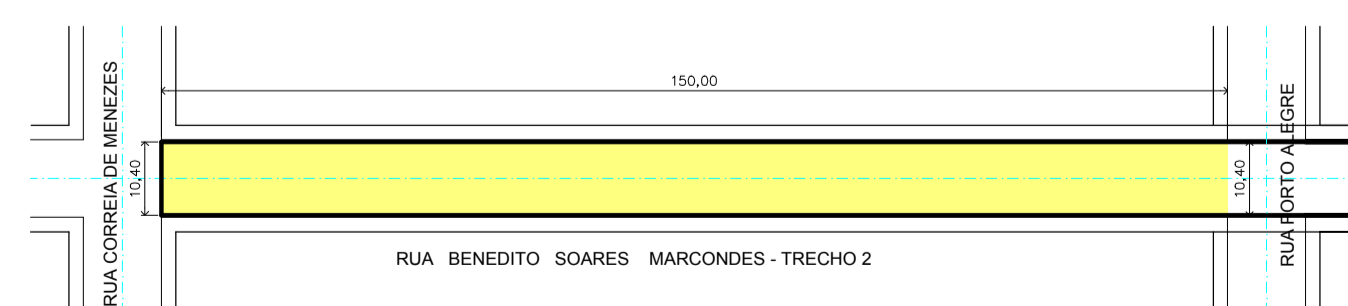 150,00
RUA CORREIA DE MENEZES
10,40
10,40
RUA PORTO ALEGRE
RUA BENEDITO SOARES MARCONDES - TRECHO 2